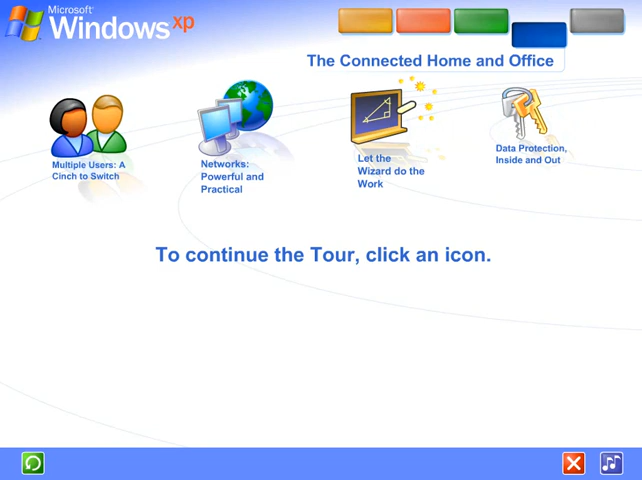 Microsoft®
Windows xp
The Connected Home and Office
Multiple Users: A
Cinch to Switch
Networks:
Powerful and
Practical
Let the
Wizard do the
Work
Data Protection,
Inside and Out
To continue the Tour, click an icon.